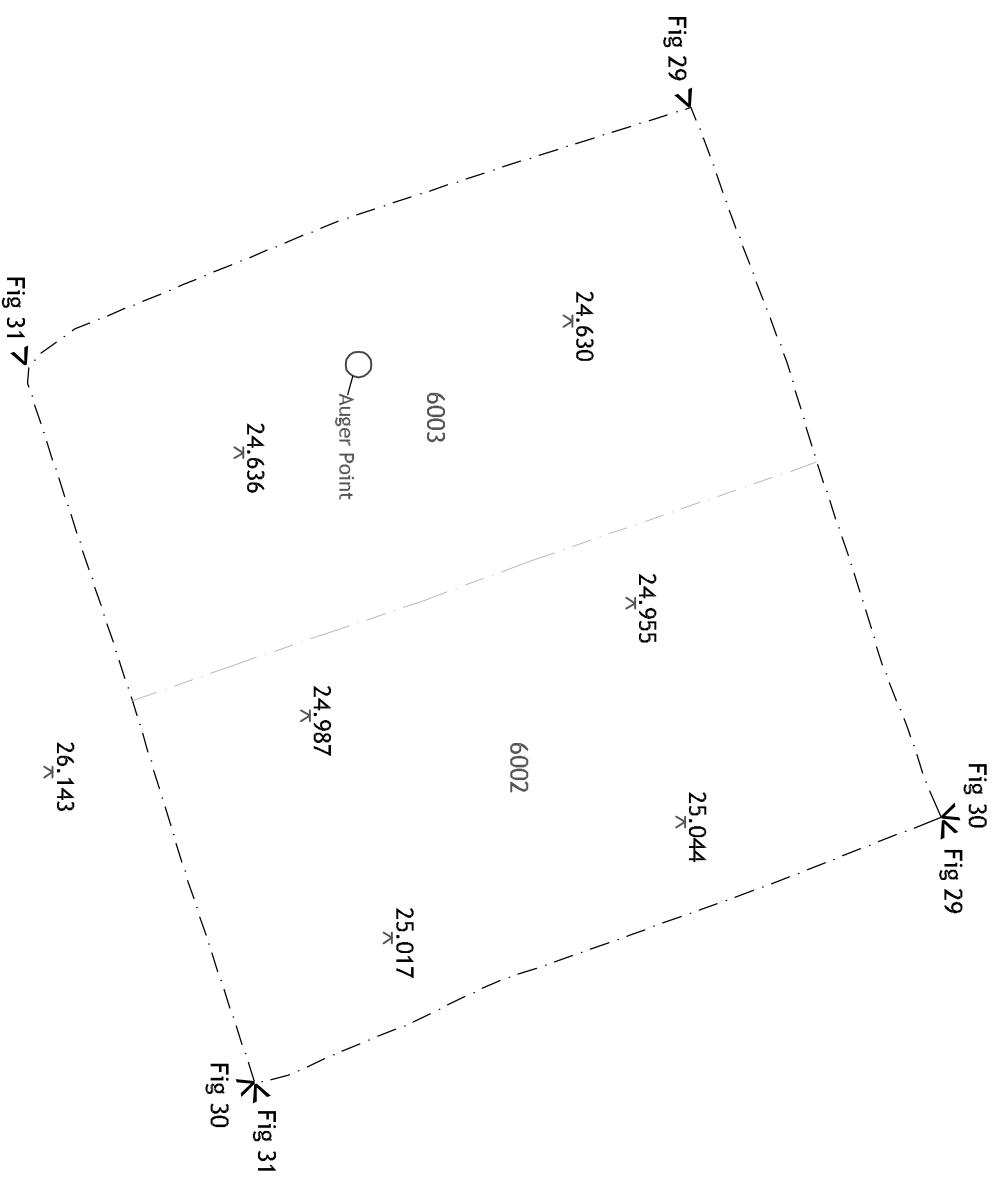 Fig 29
Fig 31
24.630
6003
Auger Point
24.636
24.955
24.987
6002
26.143
25.044
25.017
Fig 30
Fig 29
Fig 30
Fig 31